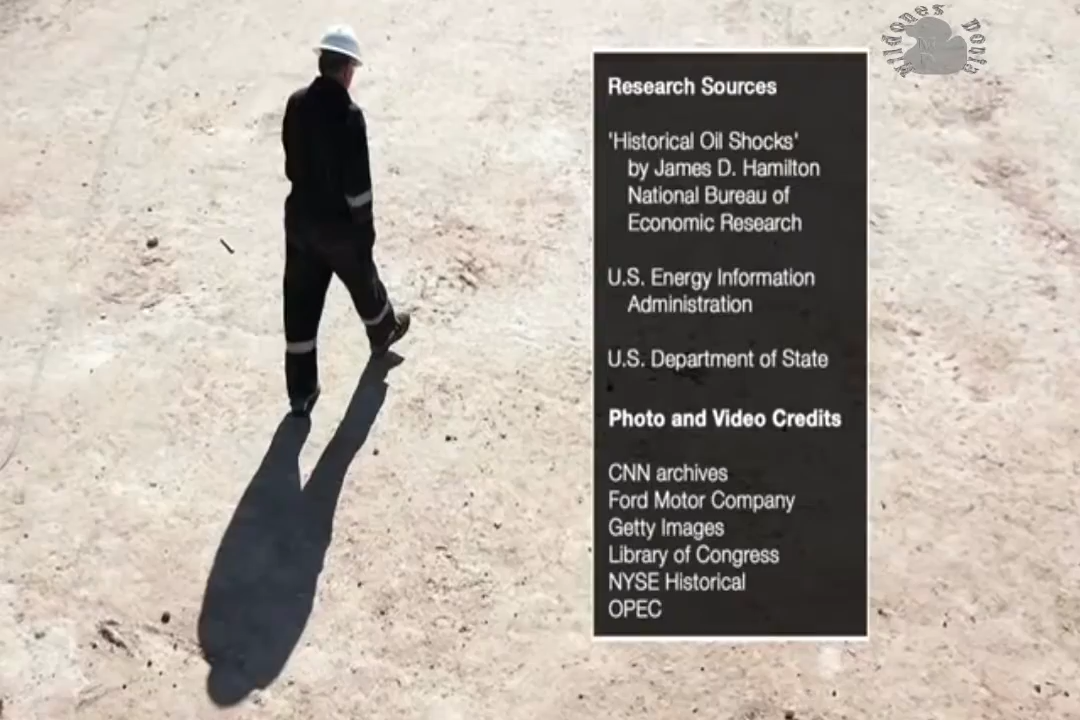 Research Sources
'Historical Oil Shocks'
by James D. Hamilton
National Bureau of
Economic Research
U.S. Energy Information
Administration
U.S. Department of State
Photo and Video Credits
CNN archives
Ford Motor Company
Getty Images
Library of Congress
NYSE Historical
OPEC